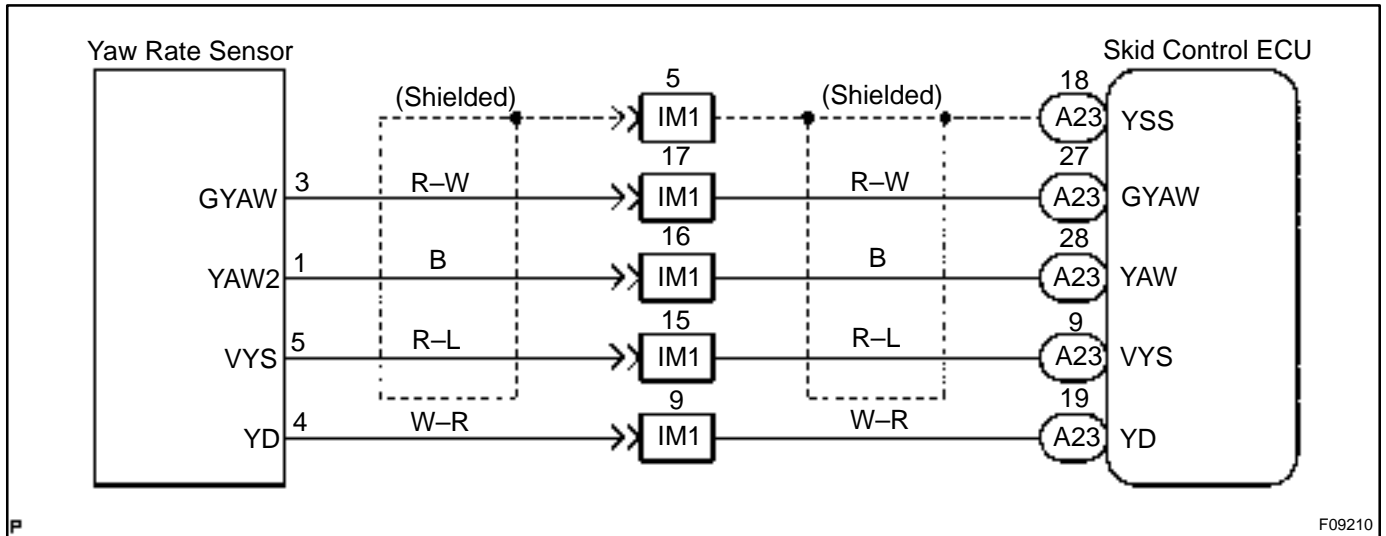 Yaw Rate Sensor
Skid Control ECU
(Shielded)
5
IM1
(Shielded)
18
A23
YSS
GYAW
3
R–W
17
IM1
R–W
27
A23
GYAW
YAW2
1
B
16
IM1
B
28
A23
YAW
VYS
5
R–L
15
IM1
R–L
9
A23
VYS
YD
4
W–R
9
IM1
W–R
19
A23
YD
P
F09210